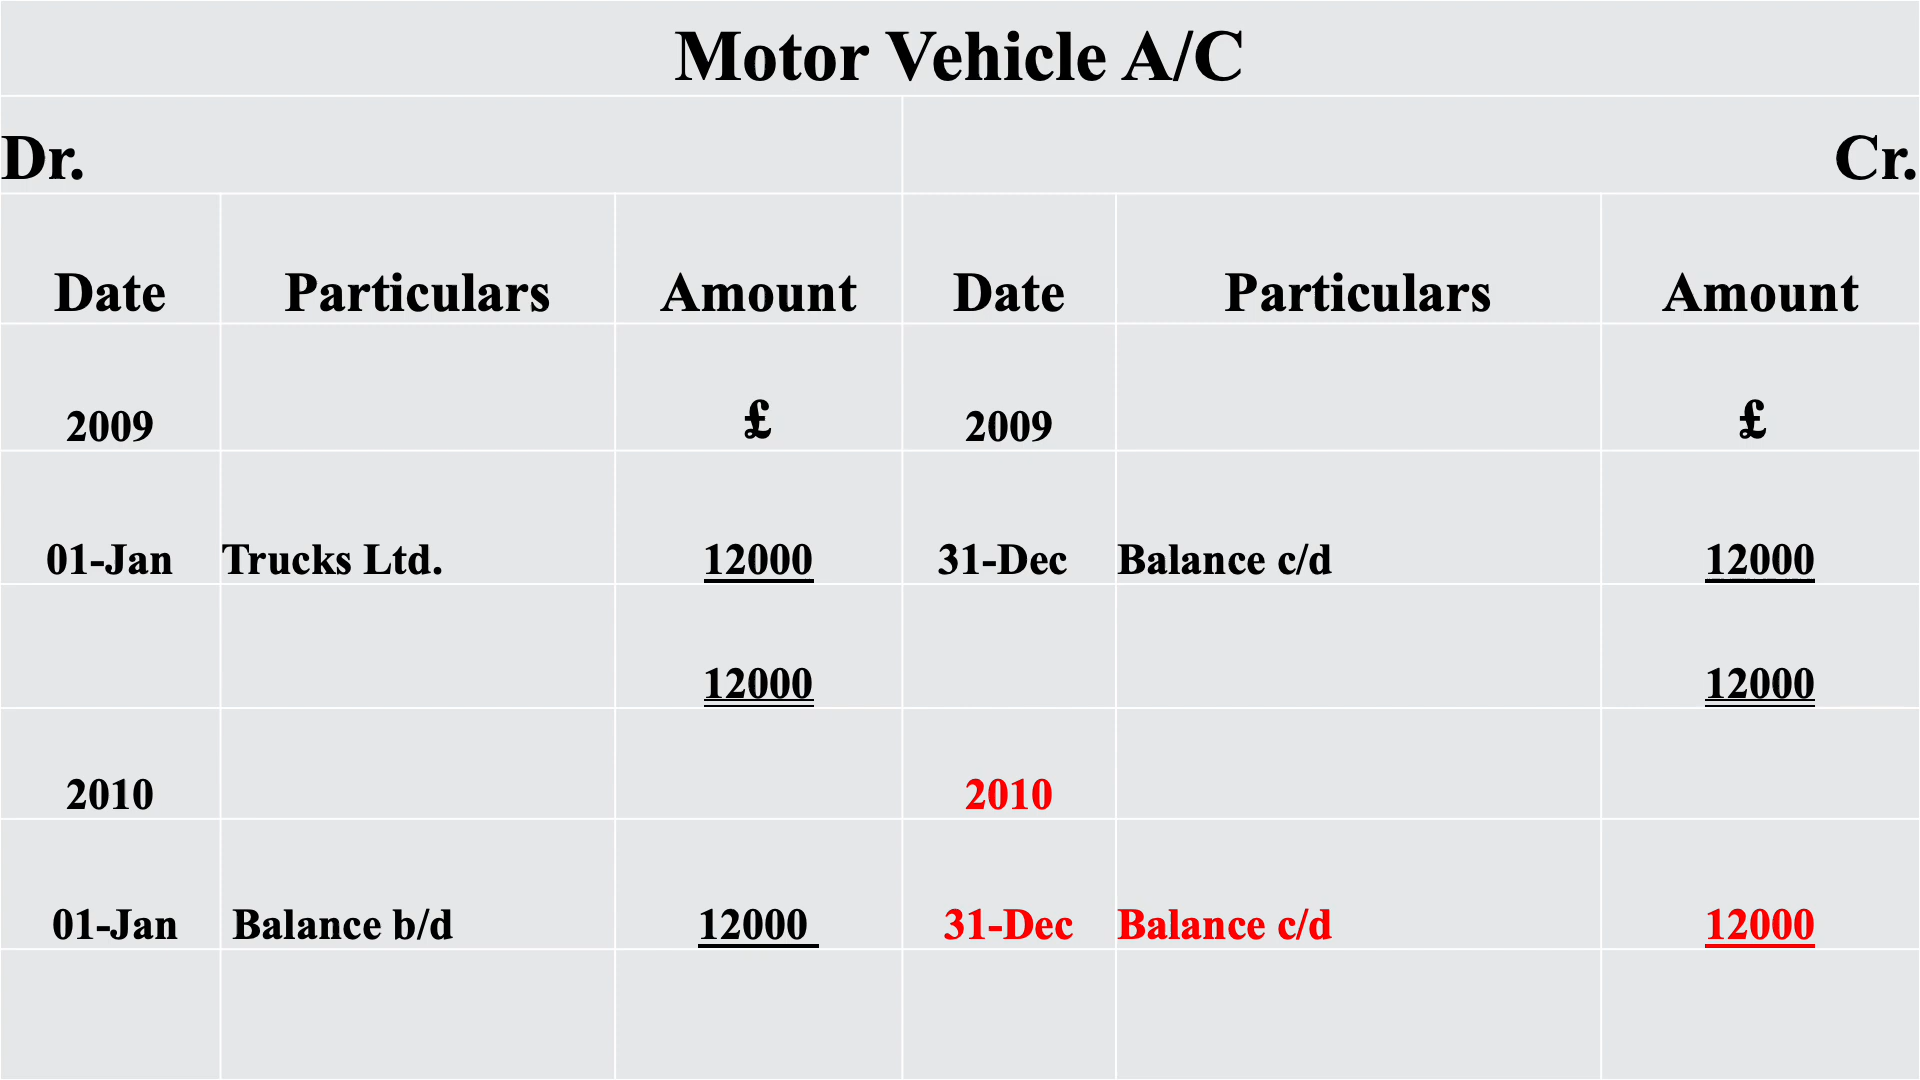 Motor Vehicle A/C
Dr. Cr.
Date Particulars Amount Date Particulars Amount
2009 £ 2009 £
01-Jan Trucks Ltd. 12000 31-Dec Balance c/d 12000
12000 12000
2010 2010
01-Jan Balance b/d 12000 31-Dec Balance c/d 12000